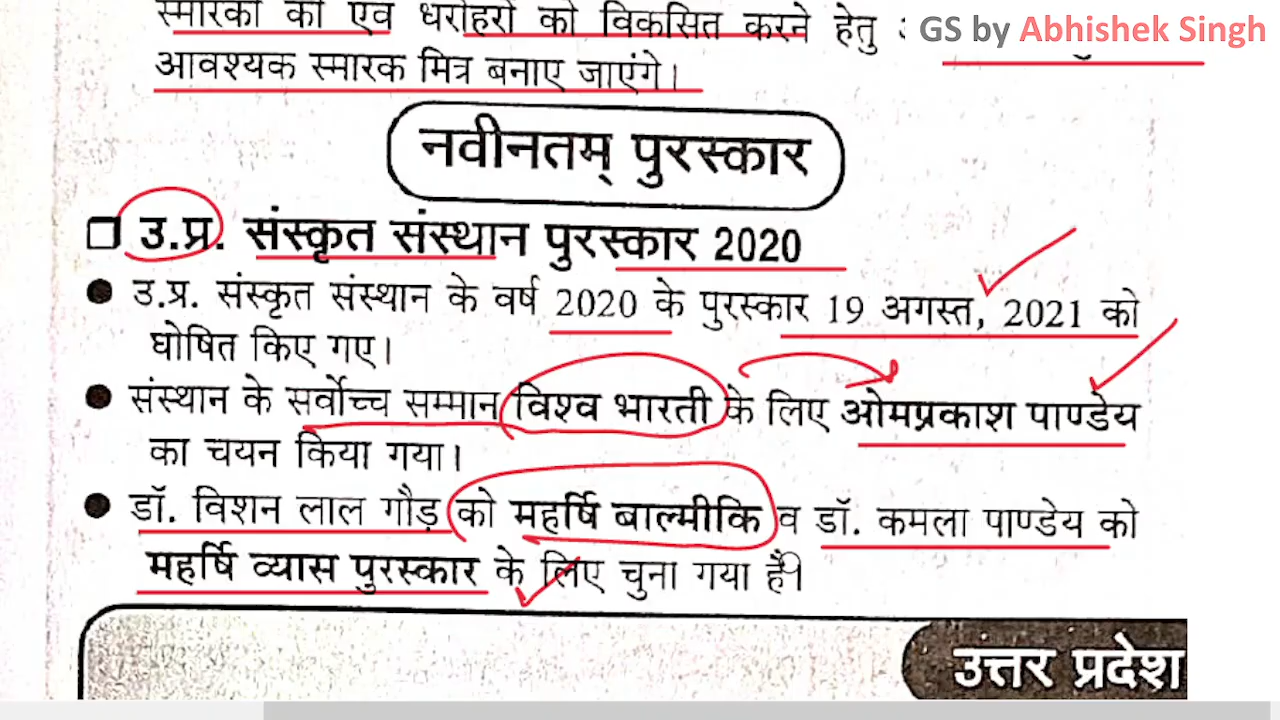 स्मारकों को एवं धरोहरों को विकसित करने हेतु
GS by Abhishek Singh
आवश्यक स्मारक मित्र बनाए जाएंगे।
नवीनतम् पुरस्कार
उ.प्र. संस्कृत संस्थान पुरस्कार 2020
उ.प्र. संस्कृत संस्थान के वर्ष 2020 के पुरस्कार 19 अगस्त, 2021 को
घोषित किए गए।
संस्थान के सर्वोच्च सम्मान विश्व भारती के लिए ओमप्रकाश पाण्डेय
का चयन किया गया।
डॉ. विशन लाल गौड़ को महर्षि बाल्मीकि व डॉ. कमला पाण्डेय को
महर्षि व्यास पुरस्कार के लिए चुना गया है।
उत्तर प्रदेश